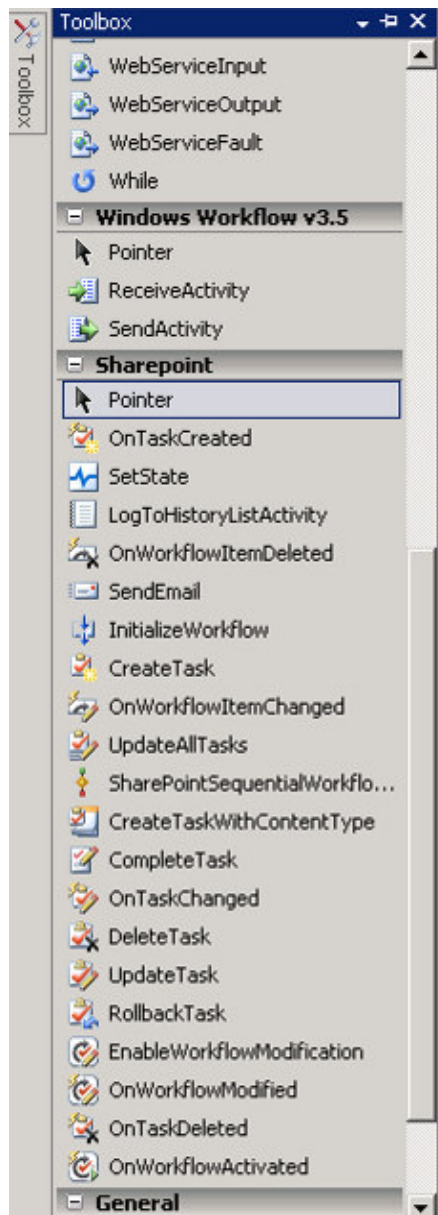 Toolbox
Toolbox
WebServiceInput
WebServiceOutput
WebServiceFault
While
Windows Workflow v3.5
Pointer
ReceiveActivity
SendActivity
Sharepoint
Pointer
OnTaskCreated
SetState
LogToHistoryListActivity
OnWorkflowItemDeleted
SendEmail
InitializeWorkflow
CreateTask
OnWorkflowItemChanged
UpdateAllTasks
SharePointSequentialWorkflo...
CreateTaskWithContentType
CompleteTask
OnTaskChanged
DeleteTask
UpdateTask
RollbackTask
EnableWorkflowModification
OnWorkflowModified
OnTaskDeleted
OnWorkflowActivated
General